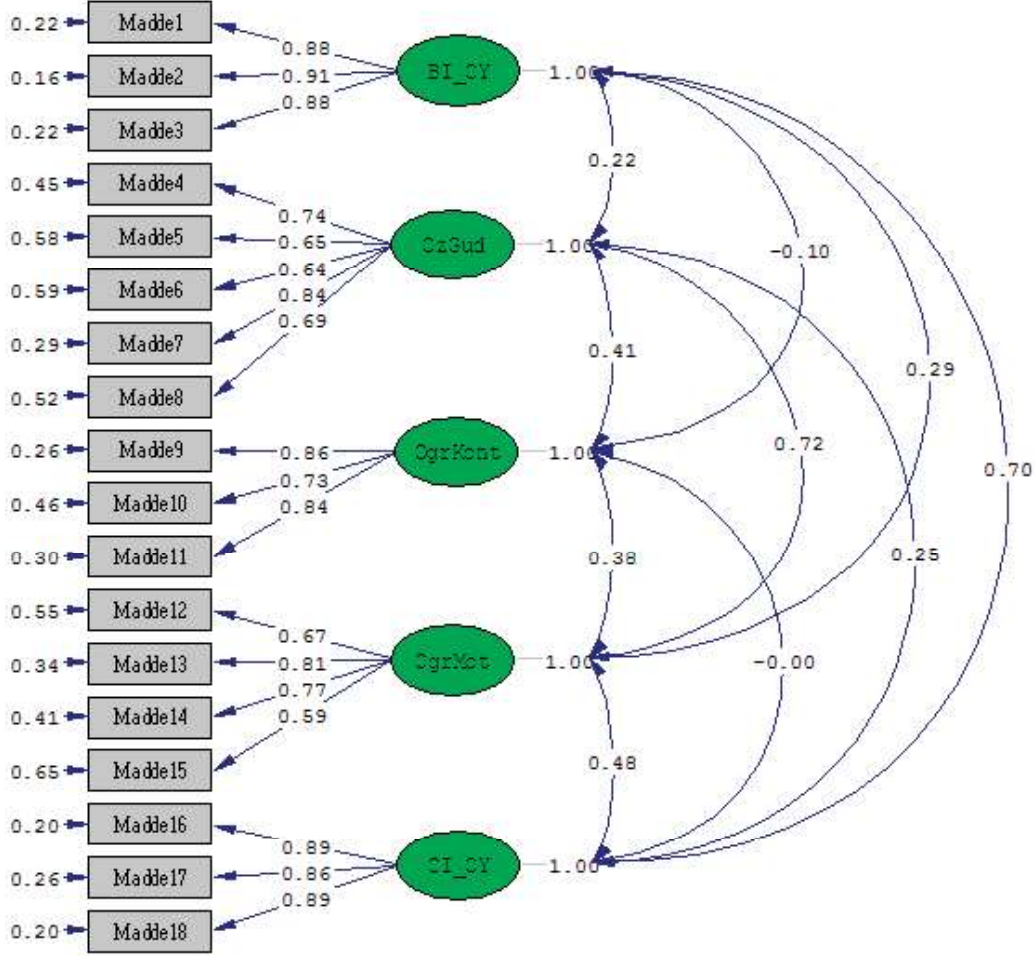 0.22 Madde1
0.88
BI_OY 1.00
0.16 Madde2
0.91
0.88
0.22 Madde3
0.22
0.45 Madde4
0.74
0.58 Madde5
0.65
OzGud 1.00
-0.10
0.64
0.59 Madde6
0.84
0.69
0.29 Madde7
0.41
0.29
0.52 Madde8
0.26 Madde9
0.86
OgrKont 1.00
0.72
0.73
0.70
0.46 Madde10
0.84
0.30 Madde11
0.38
0.25
0.55 Madde12
0.67
0.34 Madde13
0.81
OgrMot 1.00
-0.00
0.77
0.41 Madde14
0.59
0.65 Madde15
0.48
0.20 Madde16
0.89
0.26 Madde17
0.86
CI_OY 1.00
0.89
0.20 Madde18